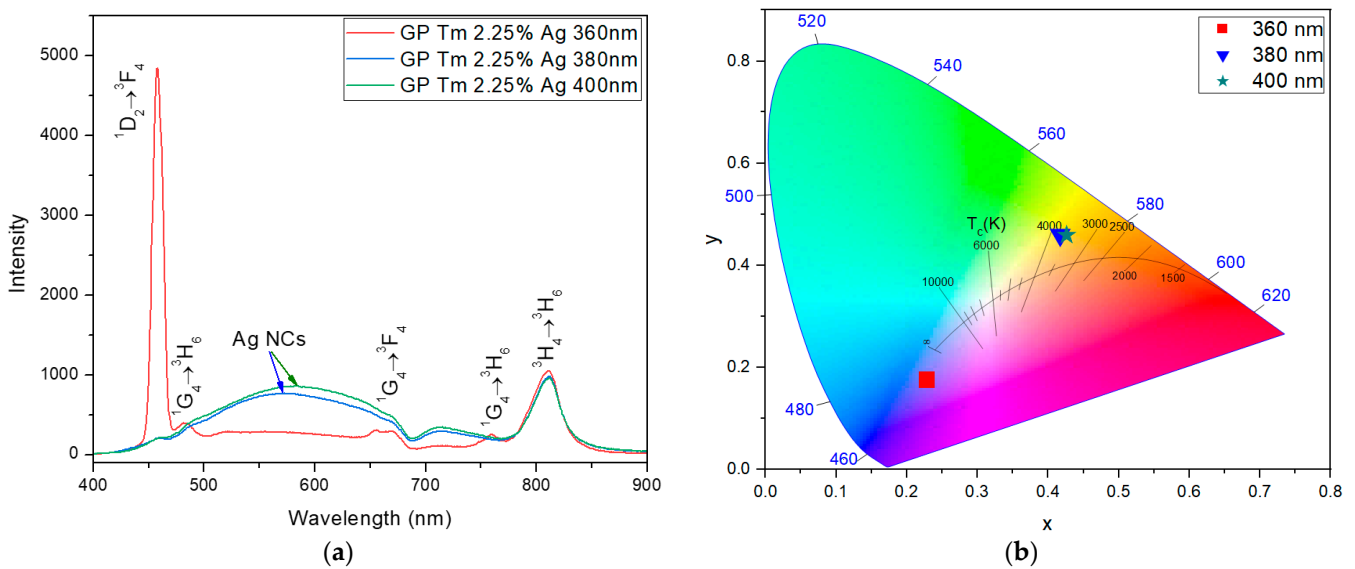 GP Tm 2.25% Ag 360nm
GP Tm 2.25% Ag 380nm
GP Tm 2.25% Ag 400nm
5000
4000
3000
2000
1000
0
Intensity
¹D₂→³F₄
¹G₄→³H₆
Ag NCs
¹G₄→³F₄
¹G₄→³H₆
³H₄→³H₆
400
500
600
700
800
900
Wavelength (nm)
(a)
360 nm
380 nm
400 nm
0.8
0.6
0.4
0.2
0.0
y
520
540
560
500
580
600
620
480
460
T_c(K)
∞
10000
6000
4000
3000
2500
2000
1500
0.0
0.1
0.2
0.3
0.4
0.5
0.6
0.7
0.8
x
(b)